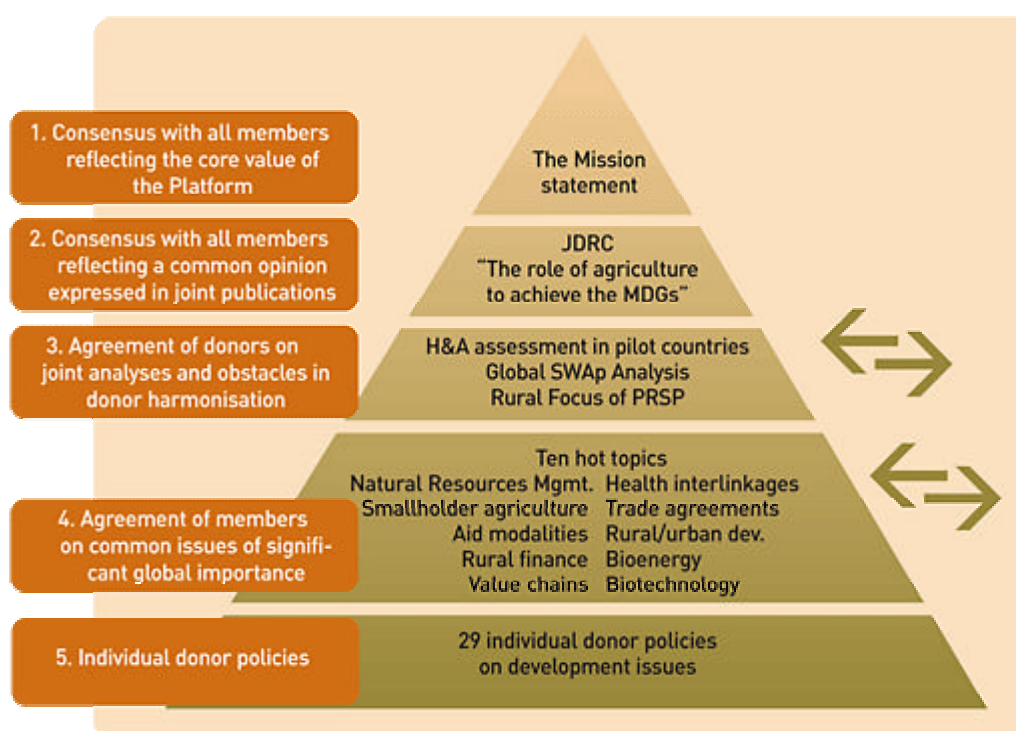 1. Consensus with all members
reflecting the core value of
the Platform
The Mission
statement
2. Consensus with all members
reflecting a common opinion
expressed in joint publications
JDRC
“The role of agriculture
to achieve the MDGs”
3. Agreement of donors on
joint analyses and obstacles in
donor harmonisation
H&A assessment in pilot countries
Global SWAp Analysis
Rural Focus of PRSP
4. Agreement of members
on common issues of signifi-
cant global importance
Ten hot topics
Natural Resources Mgmt. Health interlinkages
Smallholder agriculture Trade agreements
Aid modalities Rural/urban dev.
Rural finance Bioenergy
Value chains Biotechnology
5. Individual donor policies
29 individual donor policies
on development issues